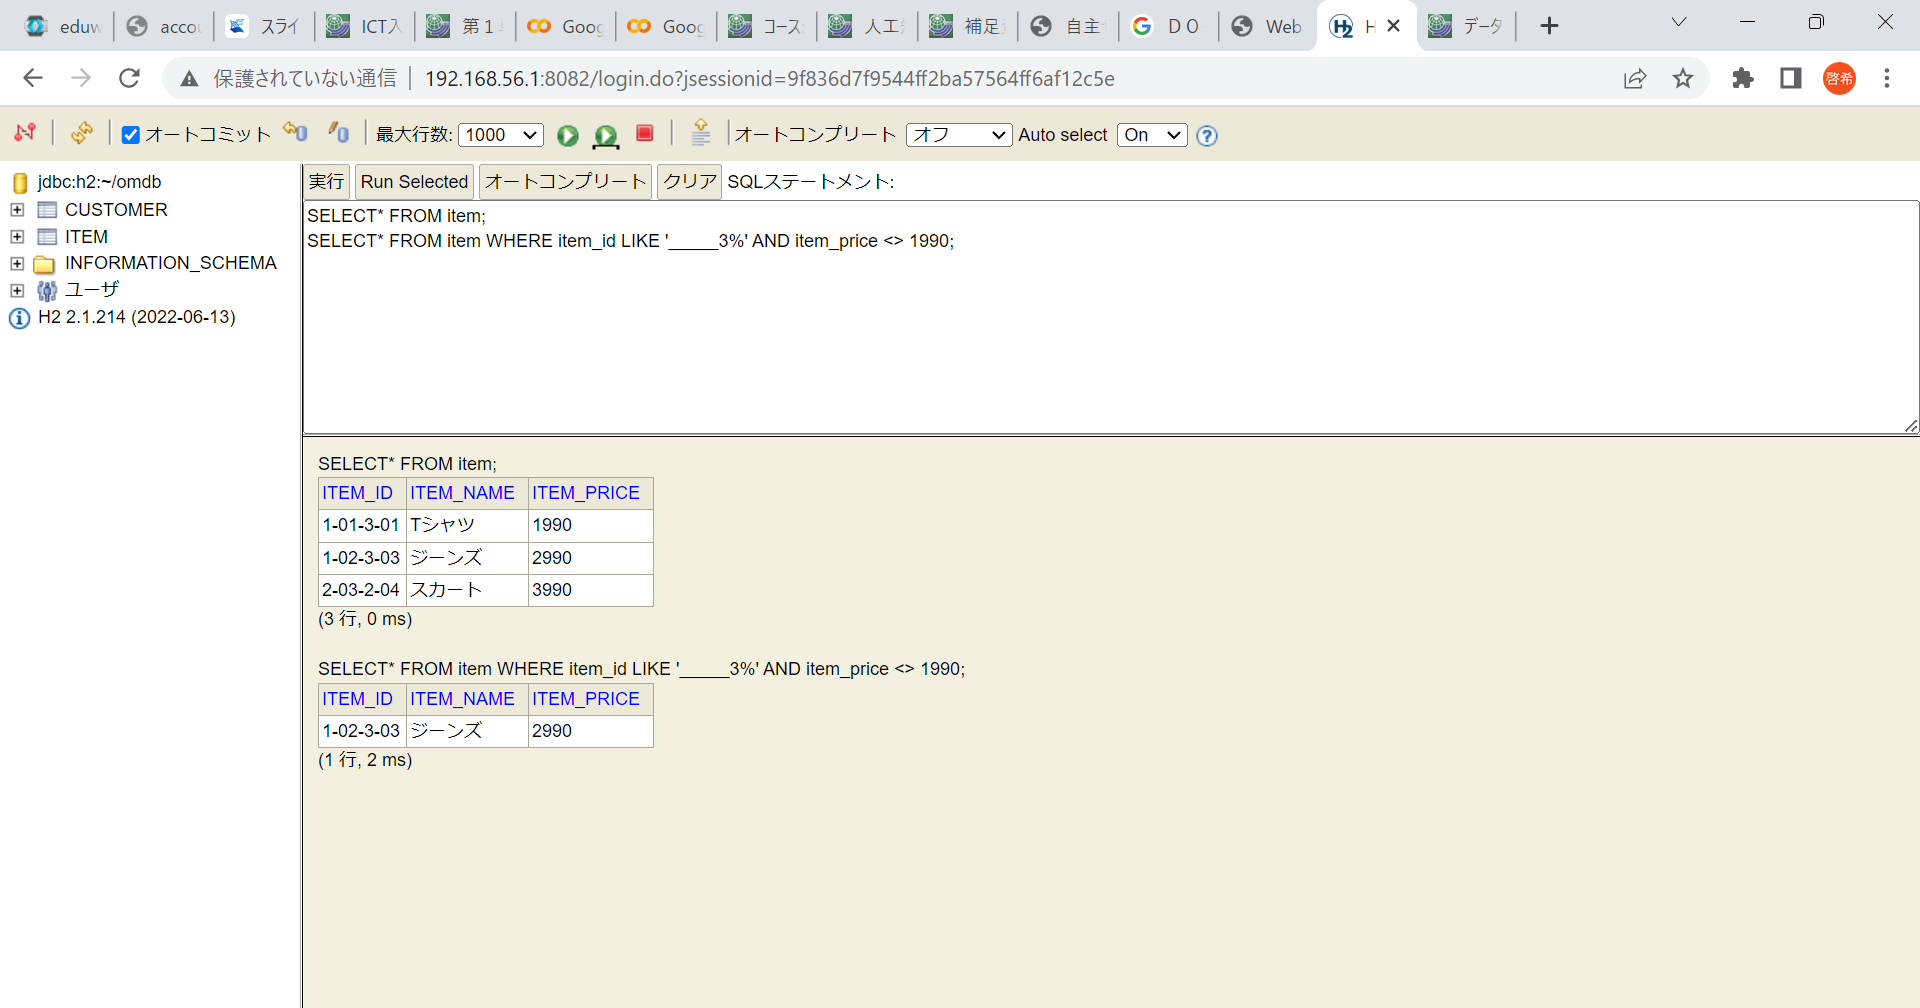 eduw
accou
スライ
ICT入
第１
Goog
Goog
コース
人工
補足
自主
ＤＯ
Web
H
データ
保護されていない通信
192.168.56.1:8082/login.do?jsessionid=9f836d7f9544ff2ba57564ff6af12c5e
啓希
オートコミット
最大行数: 1000
オートコンプリート オフ Auto select On
jdbc:h2:~/omdb
CUSTOMER
ITEM
INFORMATION_SCHEMA
ユーザ
H2 2.1.214 (2022-06-13)
実行 Run Selected オートコンプリート クリア SQLステートメント:
SELECT* FROM item;
SELECT* FROM item WHERE item_id LIKE '_____3%' AND item_price <> 1990;
SELECT* FROM item;
ITEM_ID ITEM_NAME ITEM_PRICE
1-01-3-01 Tシャツ 1990
1-02-3-03 ジーンズ 2990
2-03-2-04 スカート 3990
(3 行, 0 ms)
SELECT* FROM item WHERE item_id LIKE '_____3%' AND item_price <> 1990;
ITEM_ID ITEM_NAME ITEM_PRICE
1-02-3-03 ジーンズ 2990
(1 行, 2 ms)